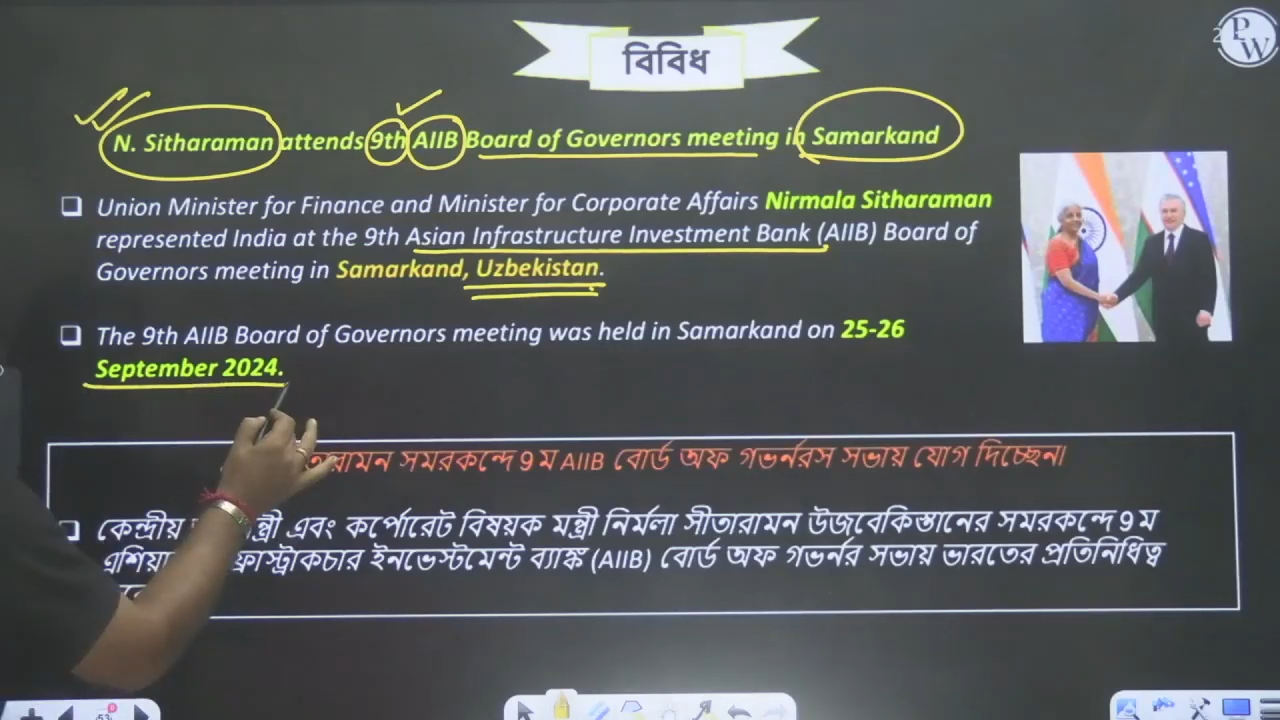 PW
বিবিধ
N. Sitharaman attends 9th AIIB Board of Governors meeting in Samarkand
Union Minister for Finance and Minister for Corporate Affairs Nirmala Sitharaman
represented India at the 9th Asian Infrastructure Investment Bank (AIIB) Board of
Governors meeting in Samarkand, Uzbekistan.
The 9th AIIB Board of Governors meeting was held in Samarkand on 25-26
September 2024.
সমরকন্দে 9 ম AIIB বোর্ড অফ গভর্নরস সভায় যোগ দিচ্ছেন।
কেন্দ্রীয় এবং কর্পোরেট বিষয়ক মন্ত্রী নির্মলা সীতারামন উজবেকিস্তানের সমরকন্দে 9 ম
ইনভেস্টমেন্ট ব্যাঙ্ক (AIIB) বোর্ড অফ গভর্নর সভায় ভারতের প্রতিনিধিত্ব
53